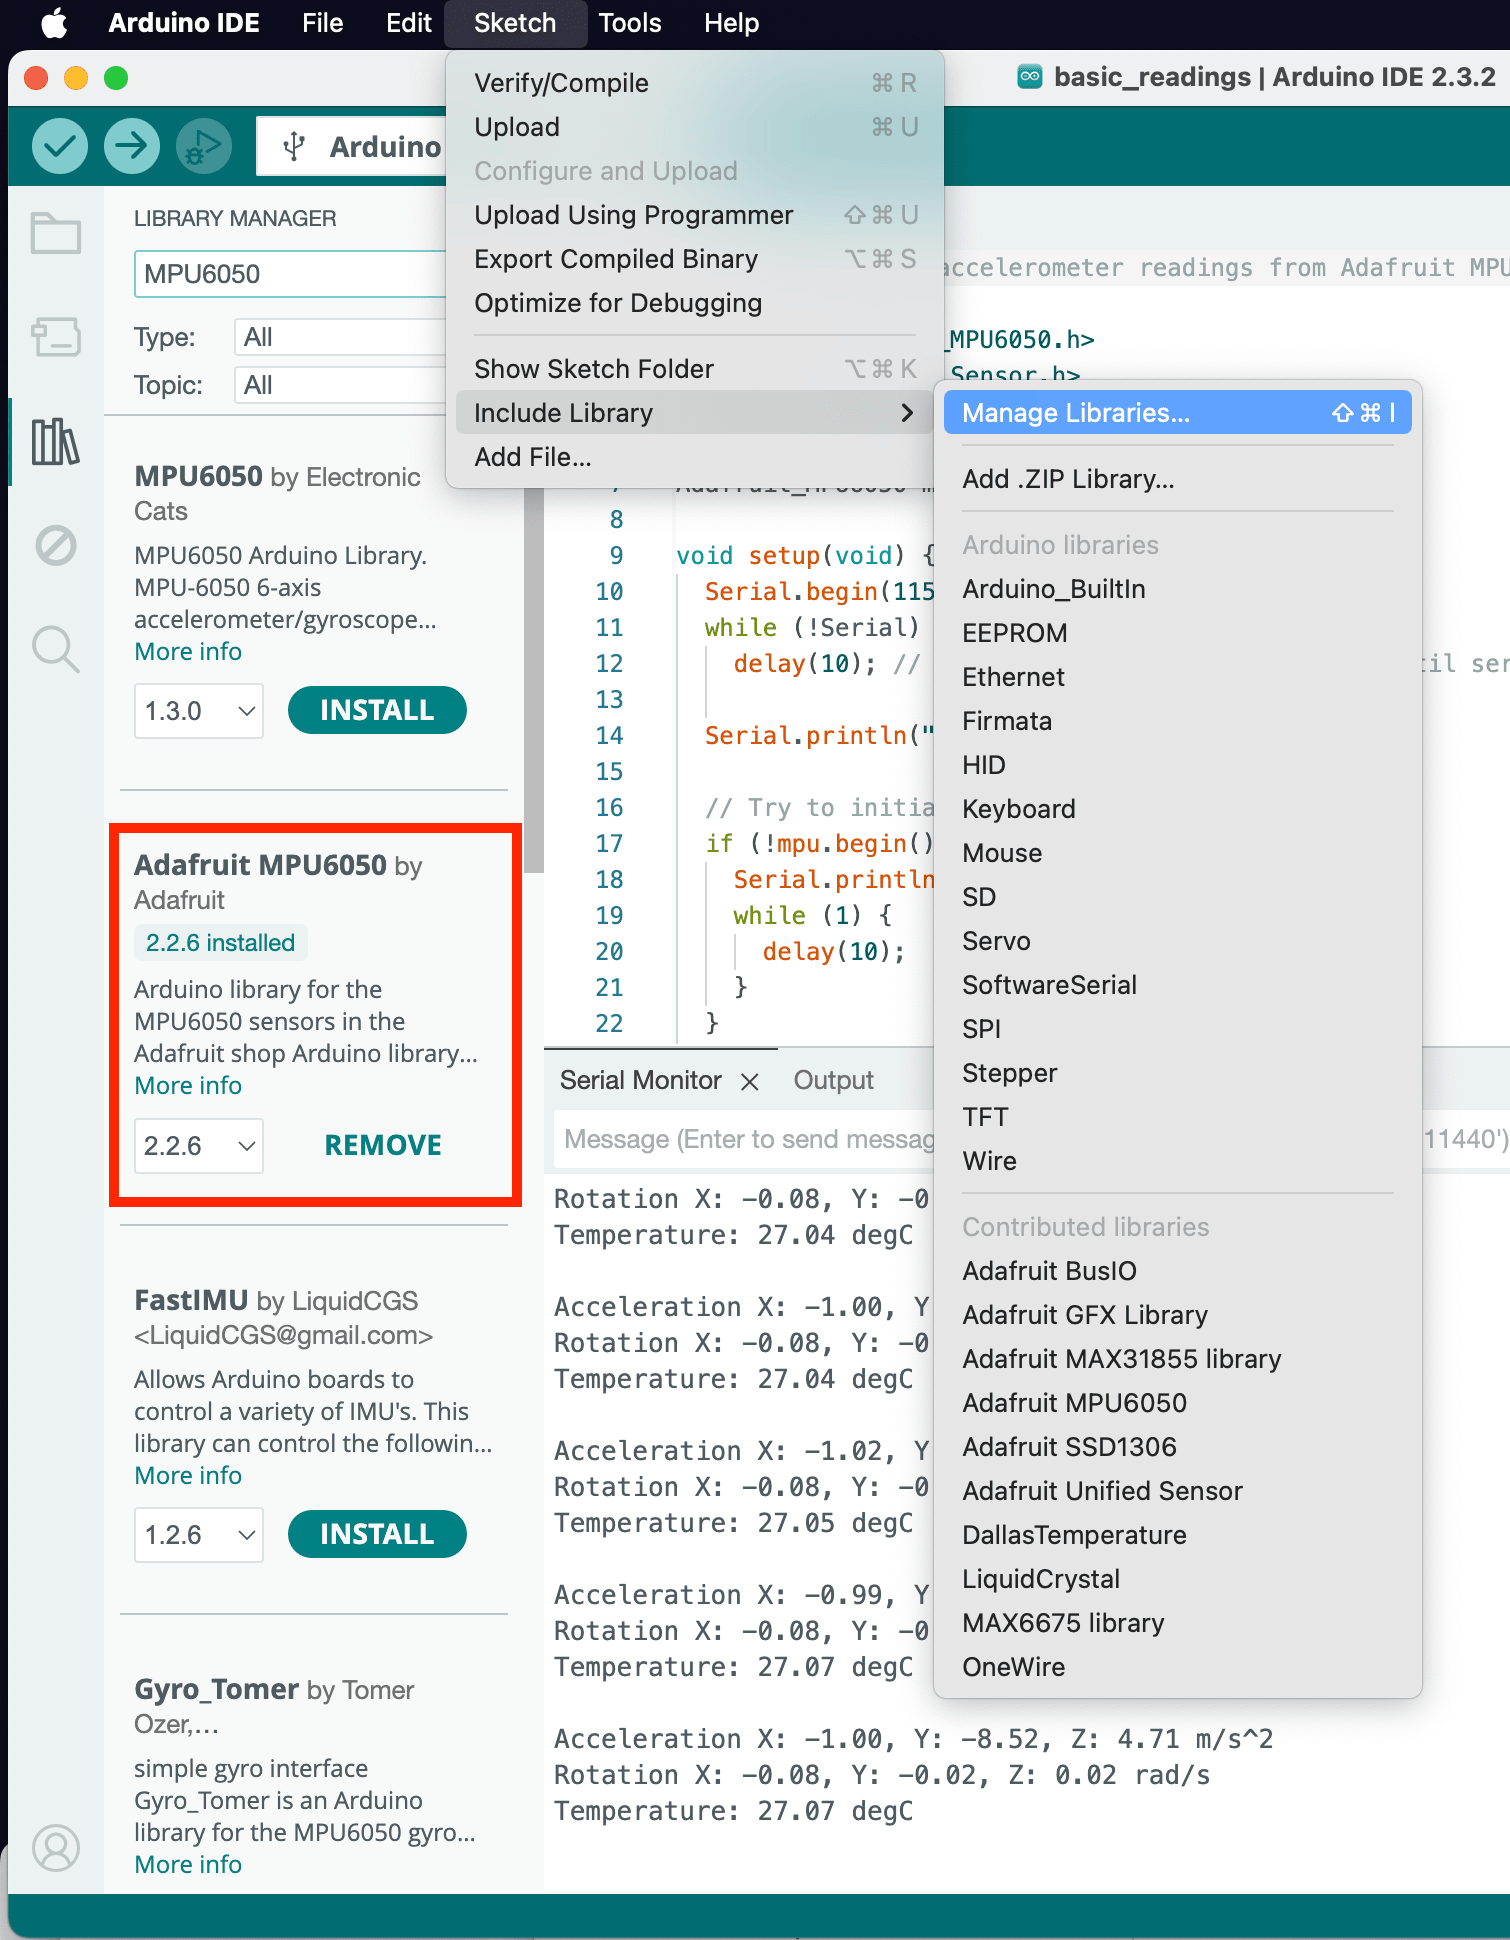 Arduino IDE File Edit Sketch Tools Help
basic_readings | Arduino IDE 2.3.2
Verify/Compile ⌘ R
Upload ⌘ U
Configure and Upload
Upload Using Programmer ⇧ ⌘ U
Export Compiled Binary ⌥ ⌘ S
Optimize for Debugging
Show Sketch Folder ⌥ ⌘ K
Include Library
Add File...
Arduino
LIBRARY MANAGER
MPU6050
Type: All
Topic: All
MPU6050 by Electronic
Cats
MPU6050 Arduino Library.
MPU-6050 6-axis
accelerometer/gyroscope...
More info
1.3.0 INSTALL
Adafruit MPU6050 by
Adafruit
2.2.6 installed
Arduino library for the
MPU6050 sensors in the
Adafruit shop Arduino library...
More info
2.2.6 REMOVE
FastIMU by LiquidCGS
<LiquidCGS@gmail.com>
Allows Arduino boards to
control a variety of IMU's. This
library can control the followin...
More info
1.2.6 INSTALL
Gyro_Tomer by Tomer
Ozer,...
simple gyro interface
Gyro_Tomer is an Arduino
library for the MPU6050 gyro...
More info
accelerometer readings from Adafruit MPU
_MPU6050.h>
_Sensor.h>
8
9 void setup(void) {
10 Serial.begin(115
11 while (!Serial)
12 delay(10); // til ser
13
14 Serial.println("
15
16 // Try to initia
17 if (!mpu.begin()
18 Serial.println
19 while (1) {
20 delay(10);
21 }
22 }
Manage Libraries... ⇧ ⌘ I
Add .ZIP Library...
Arduino libraries
Arduino_BuiltIn
EEPROM
Ethernet
Firmata
HID
Keyboard
Mouse
SD
Servo
SoftwareSerial
SPI
Stepper
TFT
Wire
Contributed libraries
Adafruit BusIO
Adafruit GFX Library
Adafruit MAX31855 library
Adafruit MPU6050
Adafruit SSD1306
Adafruit Unified Sensor
DallasTemperature
LiquidCrystal
MAX6675 library
OneWire
Serial Monitor Output
Message (Enter to send messag 11440')
Rotation X: -0.08, Y: -0
Temperature: 27.04 degC
Acceleration X: -1.00, Y
Rotation X: -0.08, Y: -0
Temperature: 27.04 degC
Acceleration X: -1.02, Y
Rotation X: -0.08, Y: -0
Temperature: 27.05 degC
Acceleration X: -0.99, Y
Rotation X: -0.08, Y: -0
Temperature: 27.07 degC
Acceleration X: -1.00, Y: -8.52, Z: 4.71 m/s^2
Rotation X: -0.08, Y: -0.02, Z: 0.02 rad/s
Temperature: 27.07 degC